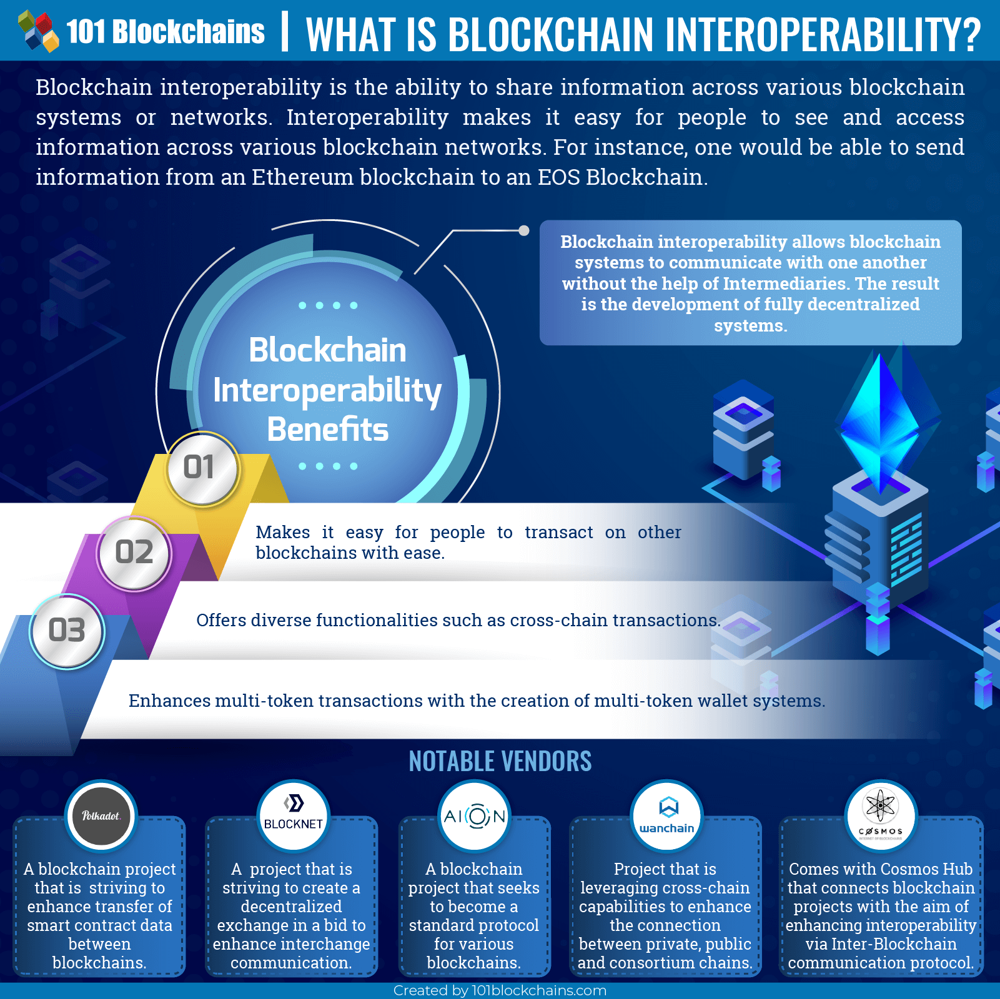 101 Blockchains | WHAT IS BLOCKCHAIN INTEROPERABILITY?
Blockchain interoperability is the ability to share information across various blockchain
systems or networks. Interoperability makes it easy for people to see and access
information across various blockchain networks. For instance, one would be able to send
information from an Ethereum blockchain to an EOS Blockchain.
Blockchain interoperability allows blockchain
systems to communicate with one another
without the help of Intermediaries. The result
is the development of fully decentralized
systems.
Blockchain
Interoperability
Benefits
01
Makes it easy for people to transact on other
blockchains with ease.
02
Offers diverse functionalities such as cross-chain transactions.
03
Enhances multi-token transactions with the creation of multi-token wallet systems.
NOTABLE VENDORS
Polkadot.
A blockchain project
that is striving to
enhance transfer of
smart contract data
between
blockchains.
BLOCKNET
A project that is
striving to create a
decentralized
exchange in a bid to
enhance interchange
communication.
AION
A blockchain
project that seeks
to become a
standard protocol
for various
blockchains.
wanchain
Project that is
leveraging cross-chain
capabilities to enhance
the connection
between private, public
and consortium chains.
COSMOS
INTERNET OF BLOCKCHAINS
Comes with Cosmos Hub
that connects blockchain
projects with the aim of
enhancing interoperability
via Inter-Blockchain
communication protocol.
Created by 101blockchains.com